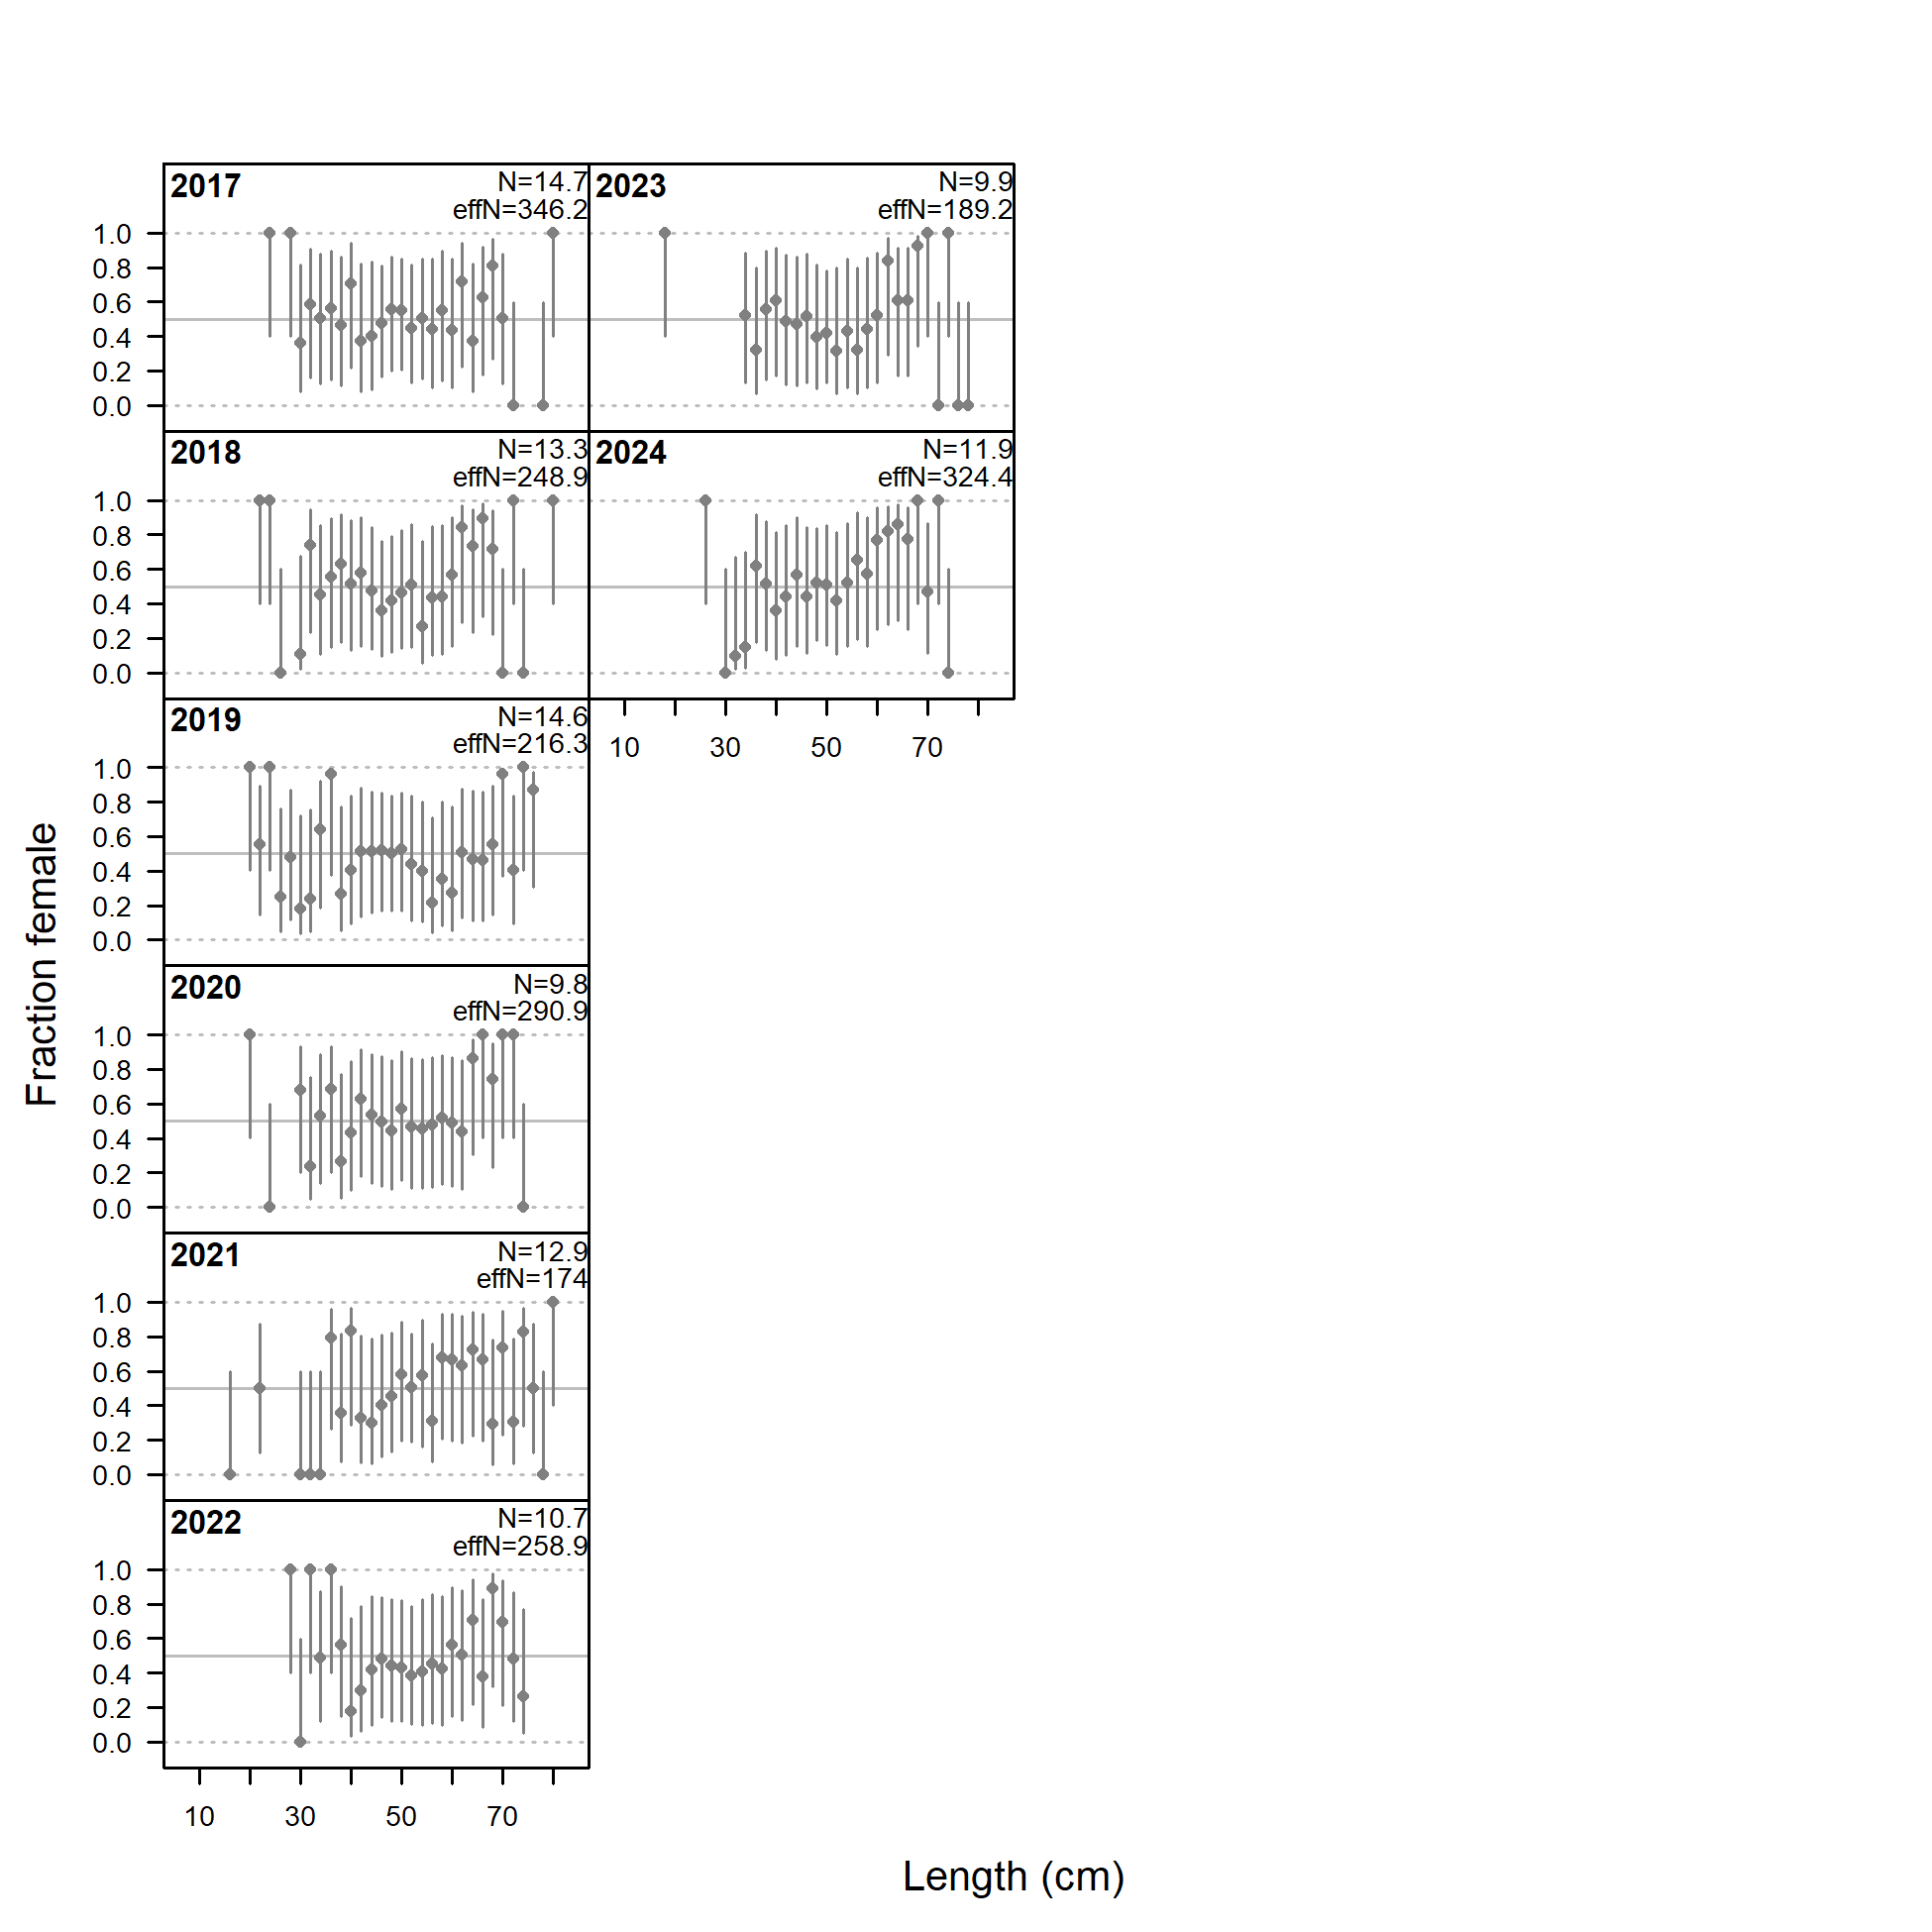 2017
N=14.7
effN=346.2
1.0
0.8
0.6
0.4
0.2
0.0
2023
N=9.9
effN=189.2
2018
N=13.3
effN=248.9
1.0
0.8
0.6
0.4
0.2
0.0
2024
N=11.9
effN=324.4
10 30 50 70
2019
N=14.6
effN=216.3
1.0
0.8
0.6
0.4
0.2
0.0
2020
N=9.8
effN=290.9
1.0
0.8
0.6
0.4
0.2
0.0
2021
N=12.9
effN=174
1.0
0.8
0.6
0.4
0.2
0.0
2022
N=10.7
effN=258.9
1.0
0.8
0.6
0.4
0.2
0.0
10 30 50 70
Fraction female
Length (cm)